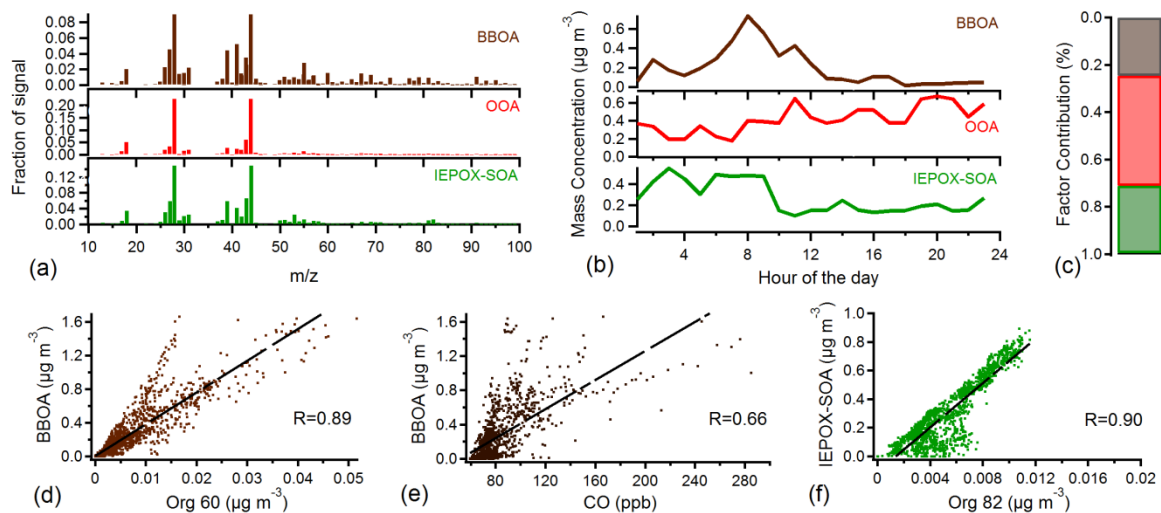 Fraction of signal
0.08
0.06
0.04
0.02
0.00
BBOA
0.20
0.15
0.10
0.05
0.00
OOA
0.12
0.08
0.04
0.00
IEPOX-SOA
10 20 30 40 50 60 70 80 90 100
m/z
(a)
Mass Concentration (µg m⁻³)
0.6
0.4
0.2
0.0
BBOA
0.6
0.4
0.2
0.0
OOA
0.4
0.2
0.0
IEPOX-SOA
4 8 12 16 20 24
Hour of the day
(b)
Factor Contribution (%)
0.0
0.2
0.4
0.6
0.8
1.0
(c)
BBOA (µg m⁻³)
1.6
1.2
0.8
0.4
0.0
R=0.89
0.00 0.01 0.02 0.03 0.04 0.05
(d)
Org 60 (µg m⁻³)
BBOA (µg m⁻³)
1.6
1.2
0.8
0.4
0.0
R=0.66
80 120 160 200 240 280
(e)
CO (ppb)
IEPOX-SOA (µg m⁻³)
1.0
0.8
0.6
0.4
0.2
0.0
R=0.90
0 0.004 0.008 0.012 0.016 0.02
(f)
Org 82 (µg m⁻³)